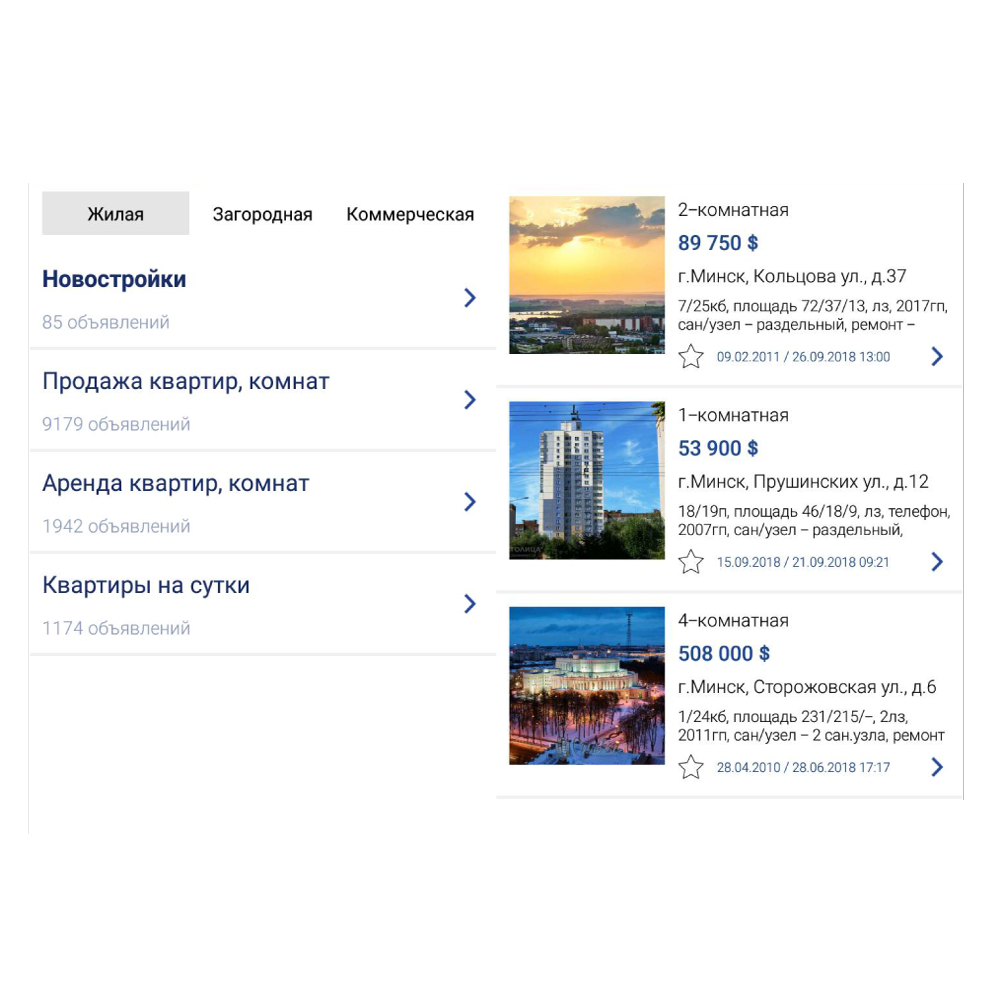 Жилая
Загородная
Коммерческая
Новостройки
85 объявлений
Продажа квартир, комнат
9179 объявлений
Аренда квартир, комнат
1942 объявлений
Квартиры на сутки
1174 объявлений
2-комнатная
89 750 $
г.Минск, Кольцова ул., д.37
7/25кб, площадь 72/37/13, лз, 2017гп,
сан/узел – раздельный, ремонт –
09.02.2011 / 26.09.2018 13:00
1-комнатная
53 900 $
г.Минск, Прушинских ул., д.12
18/19п, площадь 46/18/9, лз, телефон,
2007гп, сан/узел – раздельный,
15.09.2018 / 21.09.2018 09:21
4-комнатная
508 000 $
г.Минск, Сторожовская ул., д.6
1/24кб, площадь 231/215/–, 2лз,
2011гп, сан/узел – 2 сан.узла, ремонт
28.04.2010 / 28.06.2018 17:17